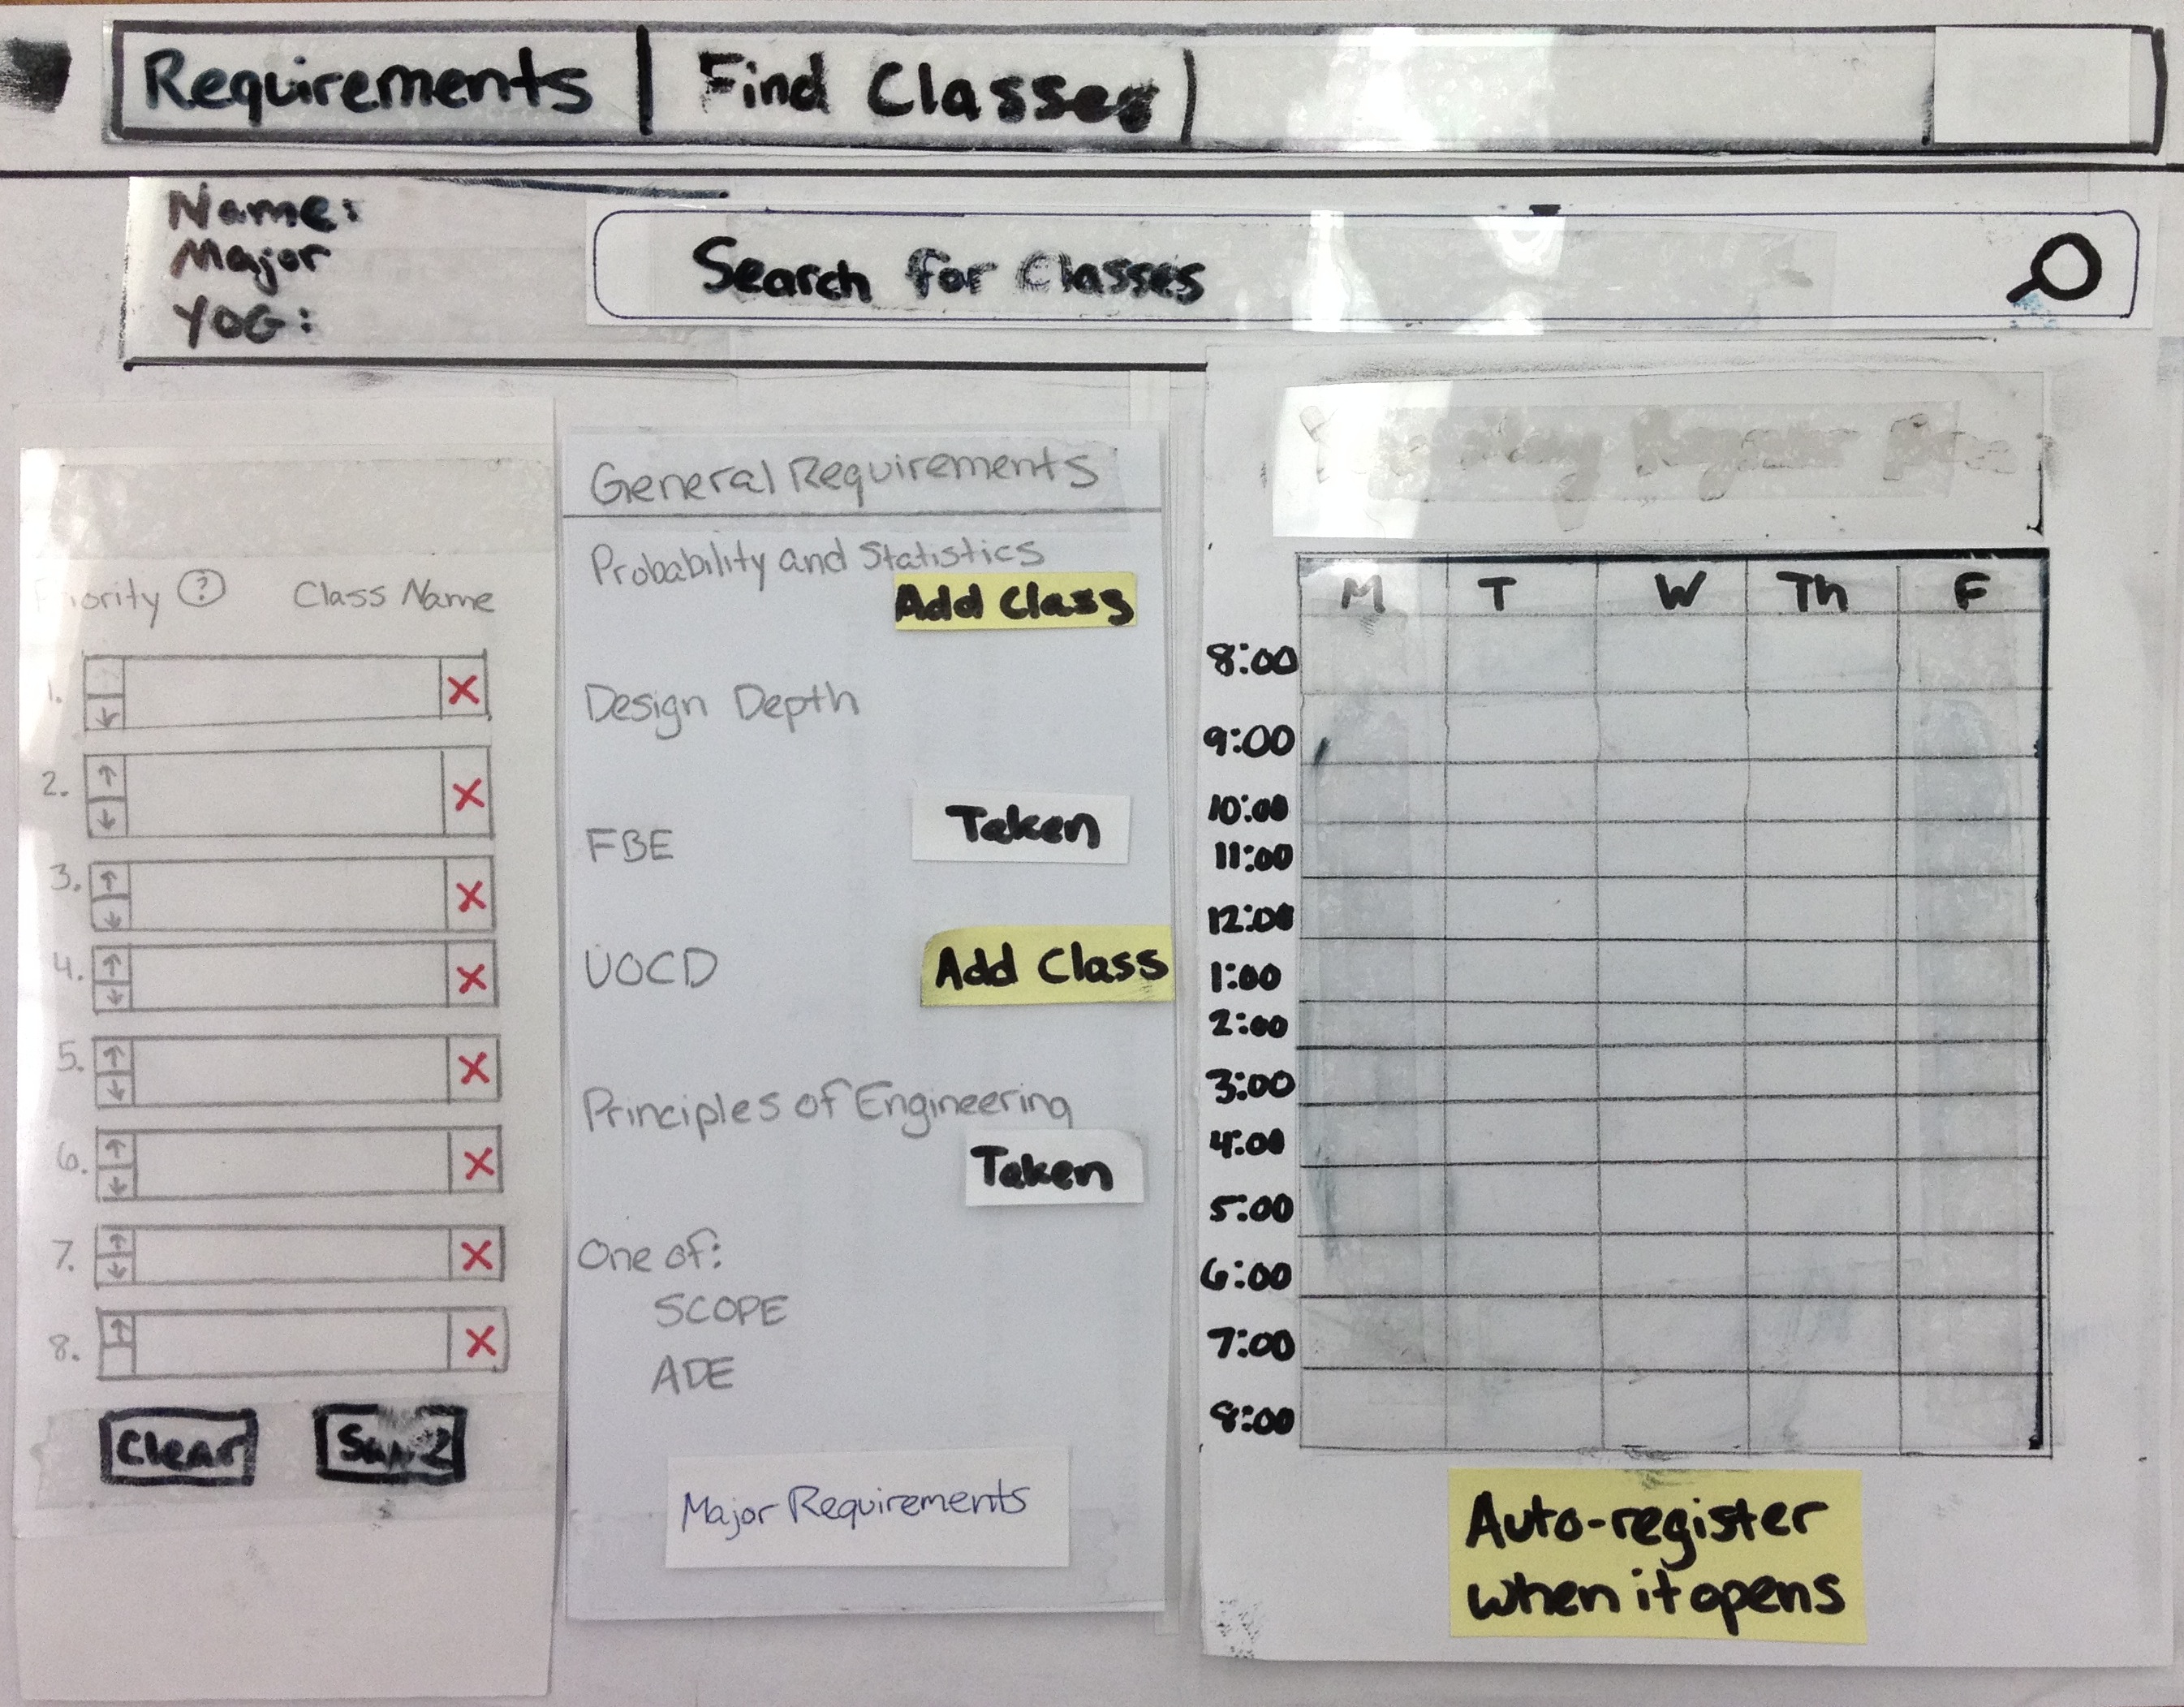 Requirements | Find Classes
Name:
Major
YOG:
Search for Classes
Priority ? Class Name
1.
2.
3.
4.
5.
6.
7.
8.
Clear
General Requirements
Probability and Statistics
Add Class
Design Depth
Taken
FBE
UOCD
Add Class
Principles of Engineering
Taken
One of:
SCOPE
ADE
Major Requirements
M T W Th F
8:00
9:00
10:00
11:00
12:00
1:00
2:00
3:00
4:00
5:00
6:00
7:00
8:00
Auto-register
when it opens